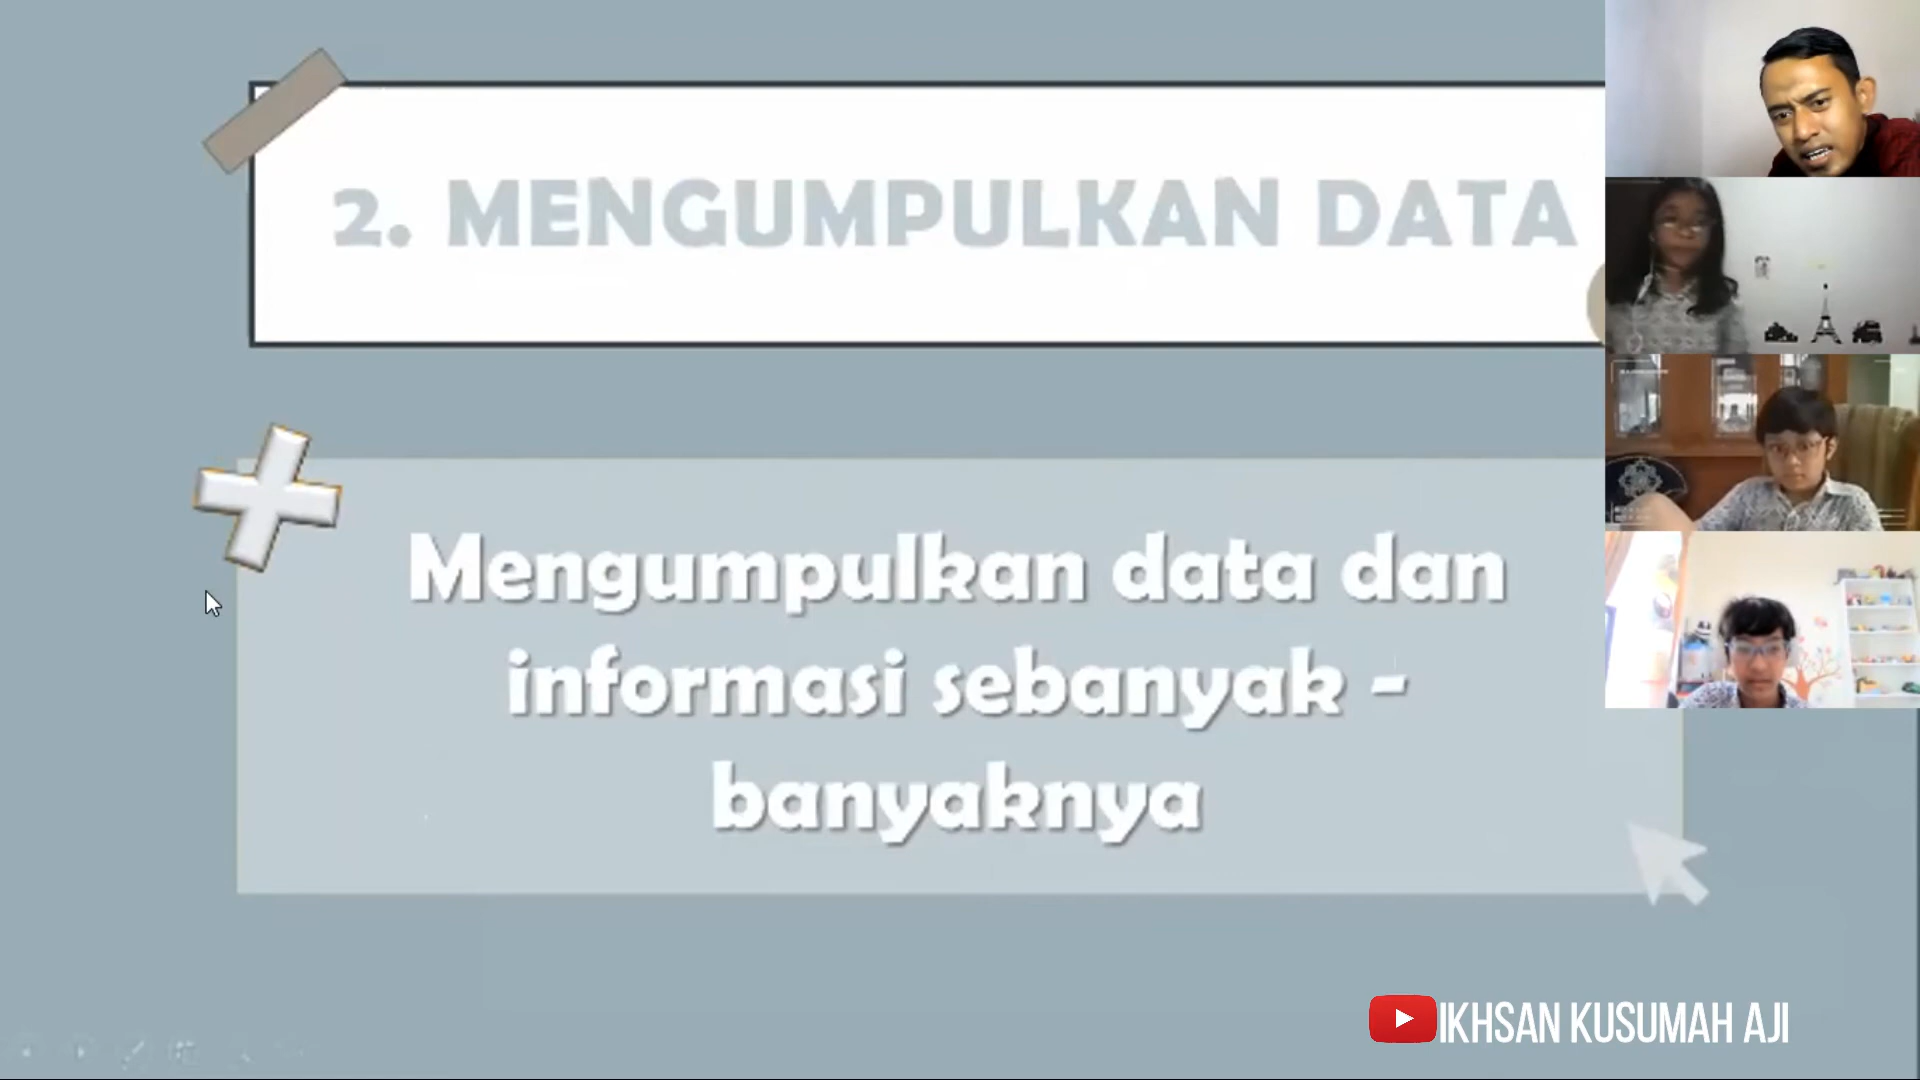 2. MENGUMPULKAN DATA
Mengumpulkan data dan
informasi sebanyak -
banyaknya
IKHSAN KUSUMAH AJI